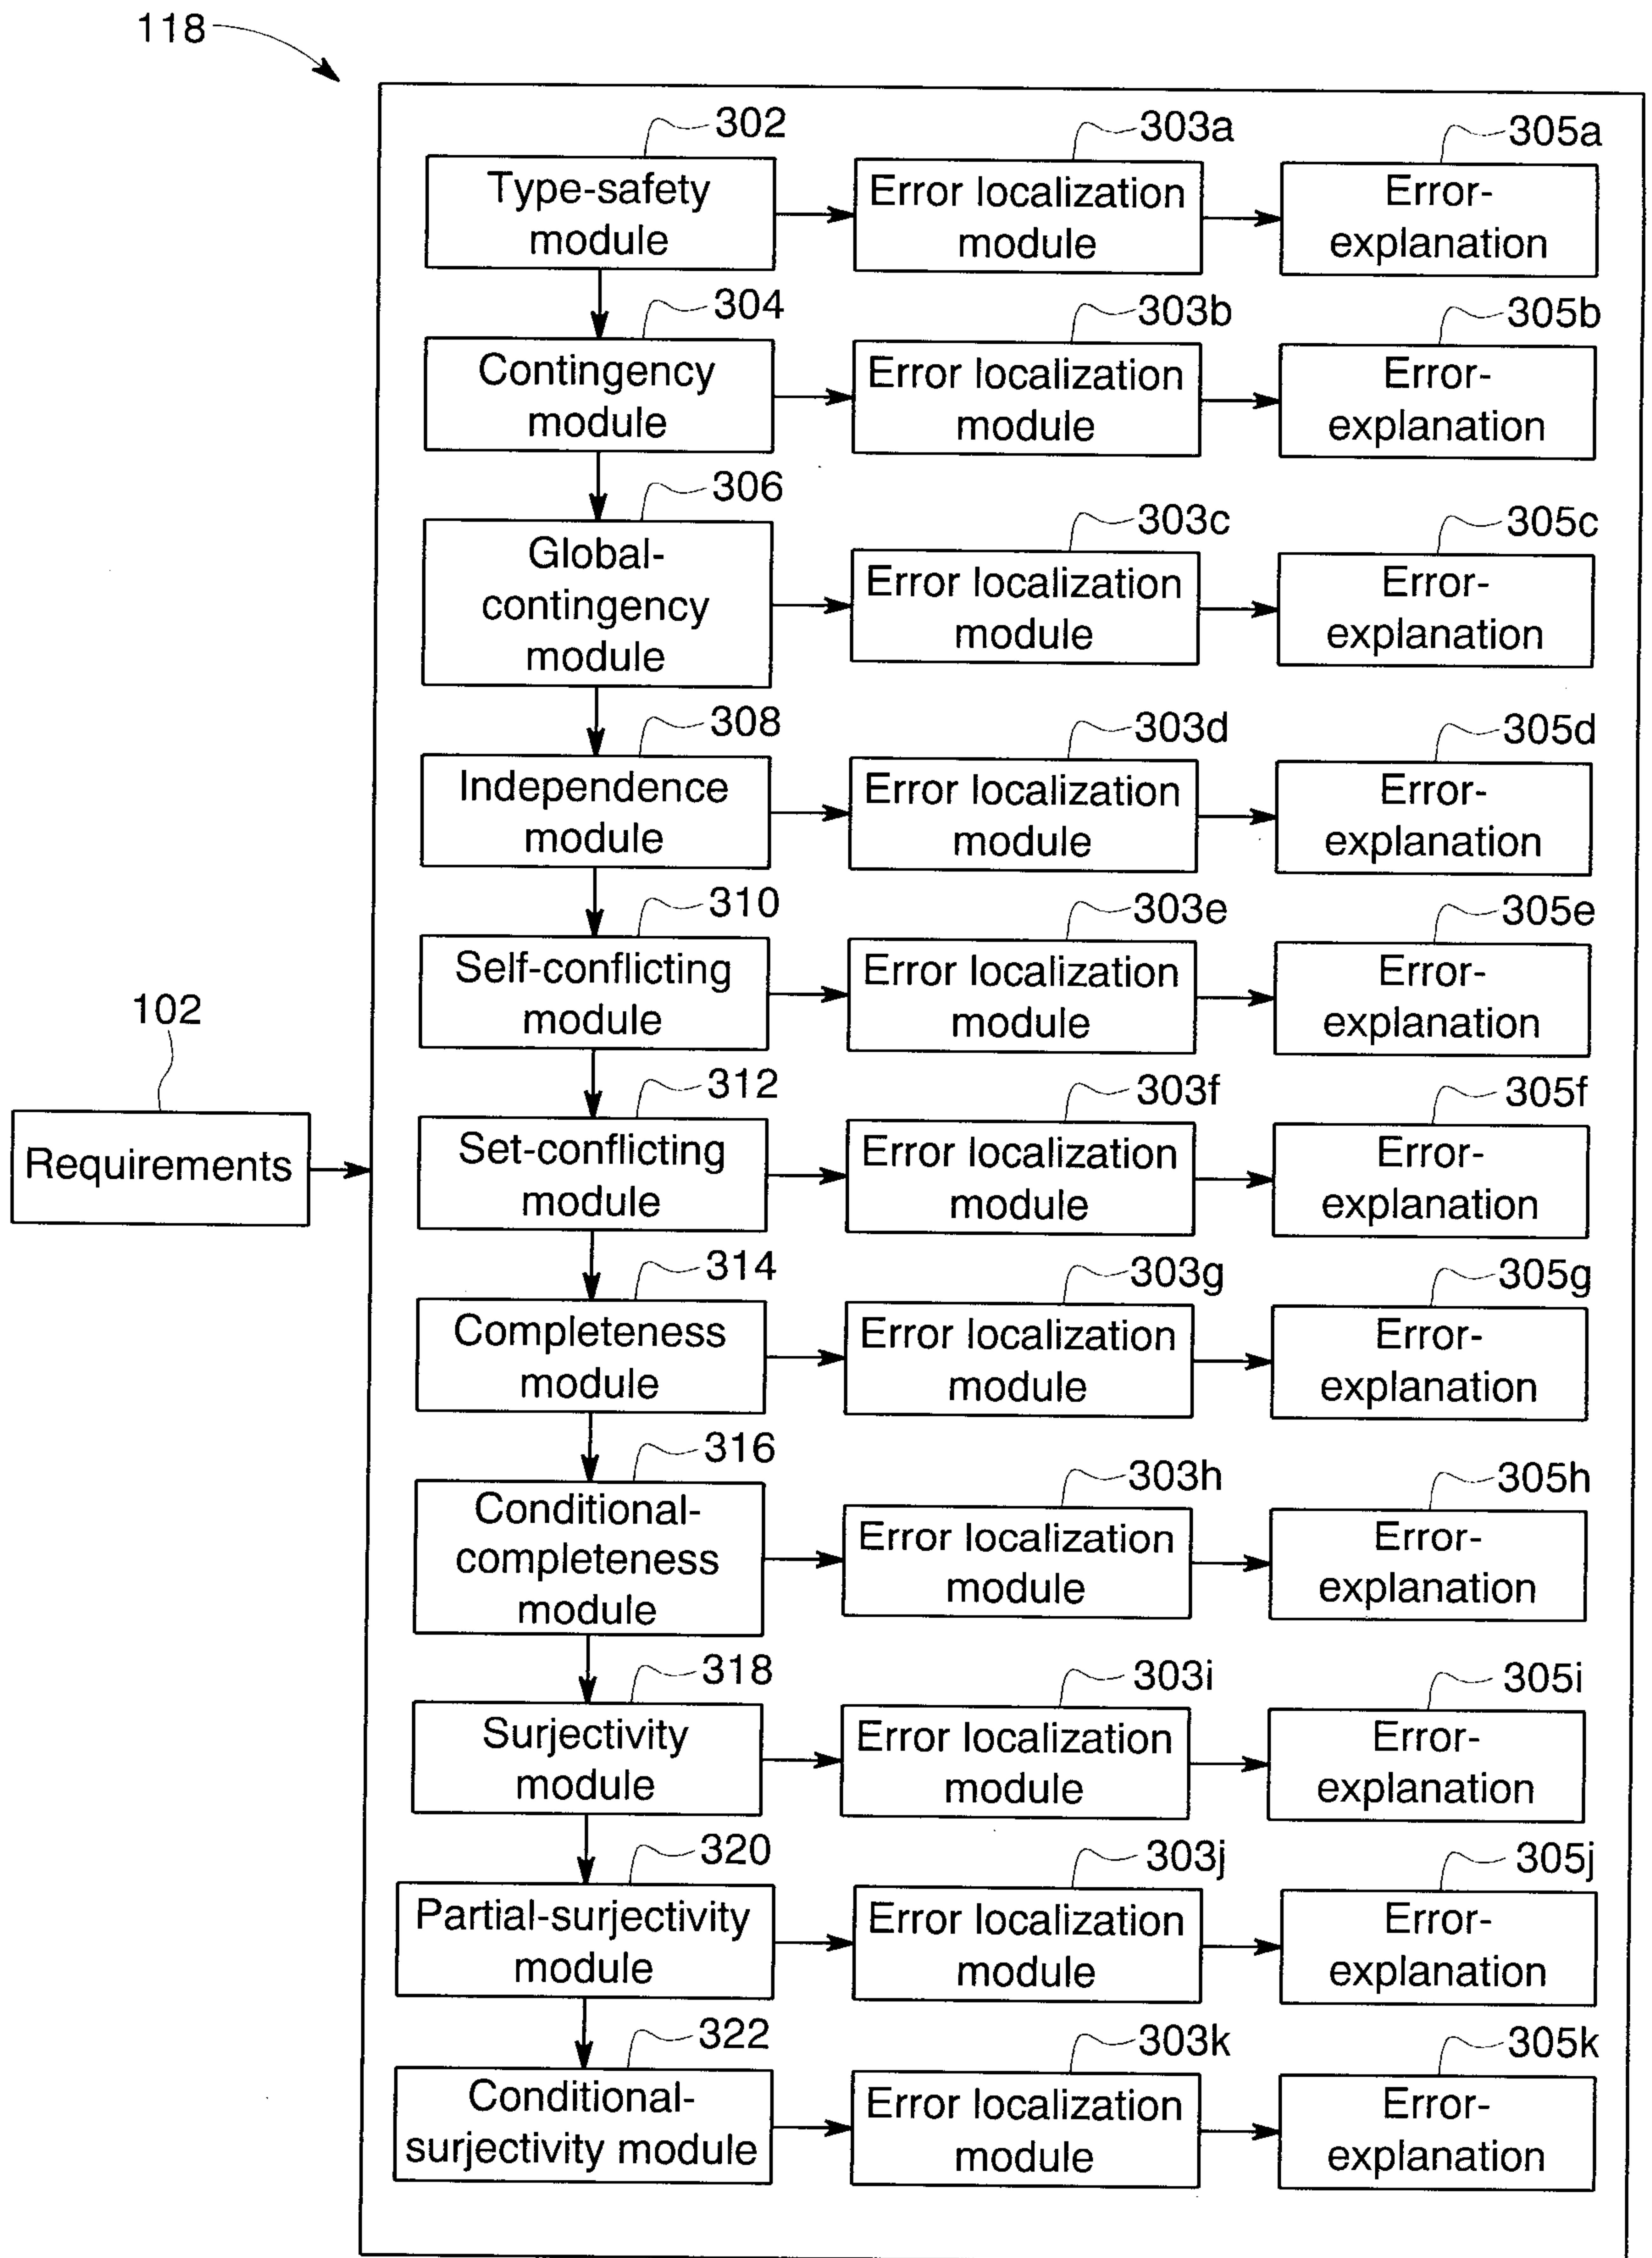 118
302
303a
305a
Type-safety
module
Error localization
module
Error-
explanation
304
303b
305b
Contingency
module
Error localization
module
Error-
explanation
306
303c
305c
Global-
contingency
module
Error localization
module
Error-
explanation
308
303d
305d
Independence
module
Error localization
module
Error-
explanation
310
303e
305e
Self-conflicting
module
Error localization
module
Error-
explanation
102
Requirements
312
303f
305f
Set-conflicting
module
Error localization
module
Error-
explanation
314
303g
305g
Completeness
module
Error localization
module
Error-
explanation
316
303h
305h
Conditional-
completeness
module
Error localization
module
Error-
explanation
318
303i
305i
Surjectivity
module
Error localization
module
Error-
explanation
320
303j
305j
Partial-surjectivity
module
Error localization
module
Error-
explanation
322
303k
305k
Conditional-
surjectivity module
Error localization
module
Error-
explanation